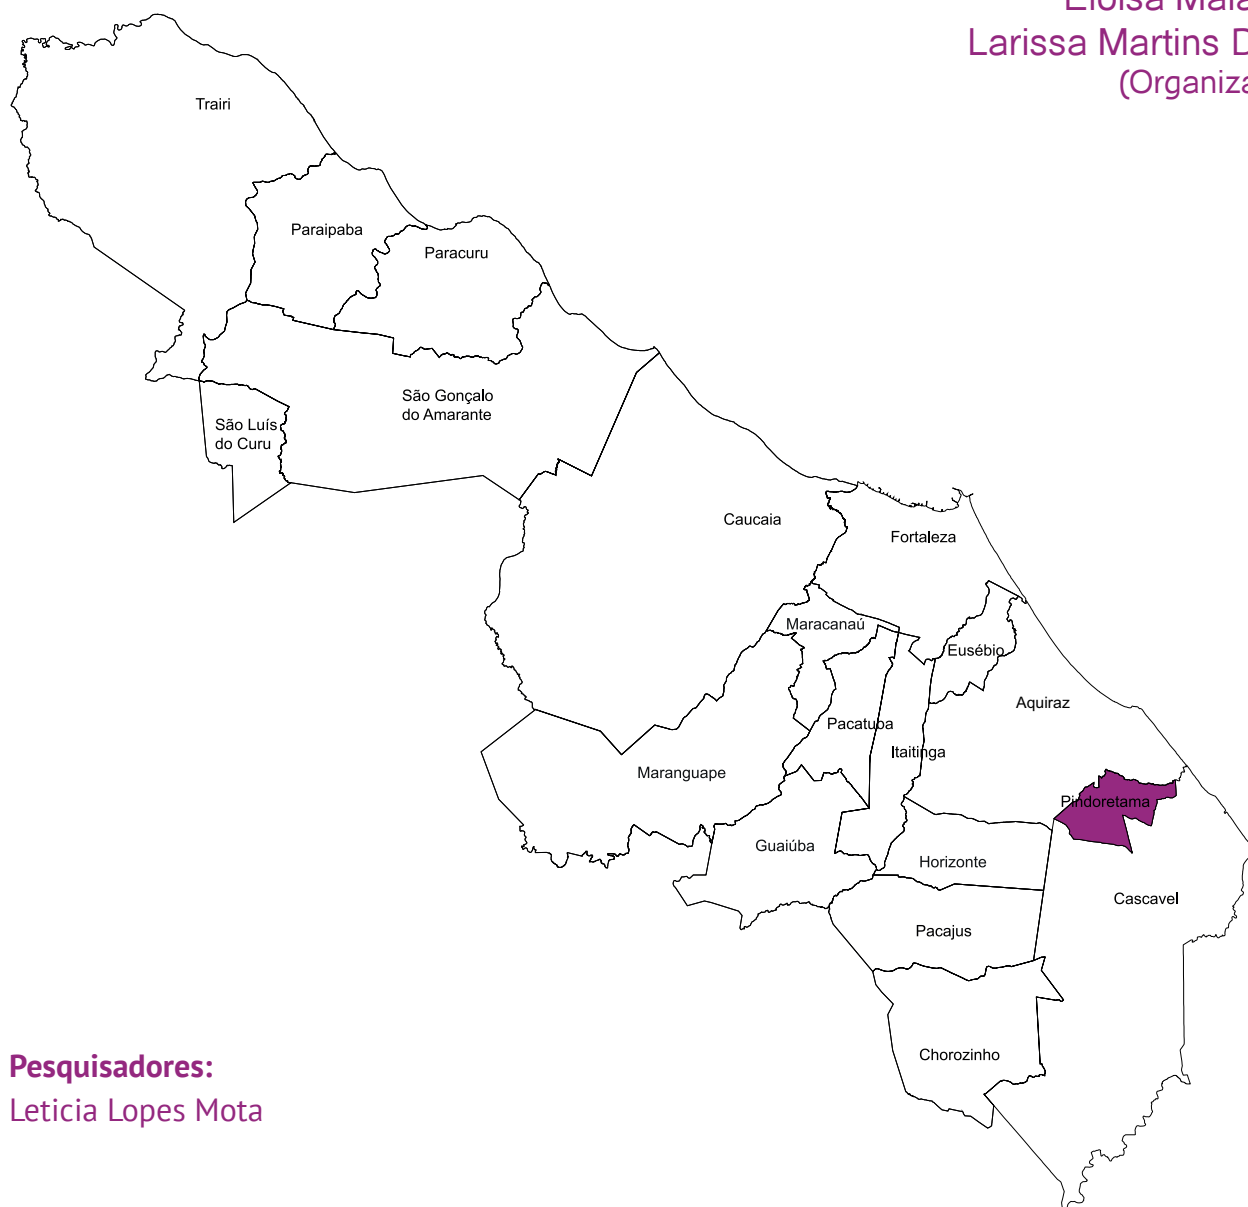 Larissa Martins
Trairi
Paraipaba
Paracuru
São Gonçalo
do Amarante
São Luís
do Curu
Caucaia
Fortaleza
Maracanaú
Eusébio
Aquiraz
Pacatuba
Itaitinga
Maranguape
Pindoretama
Guaiúba
Horizonte
Cascavel
Pacajus
Chorozinho
Pesquisadores:
Leticia Lopes Mota